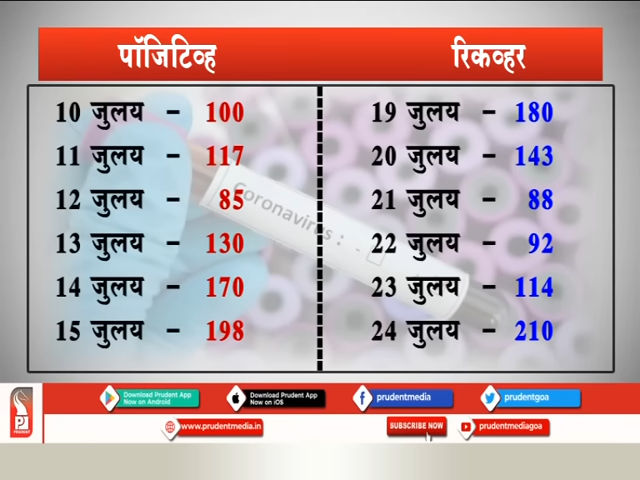 पॉजिटिव्ह रिकव्हर
10 जुलय - 100 19 जुलय - 180
11 जुलय - 117 20 जुलय - 143
12 जुलय - 85 21 जुलय - 88
13 जुलय - 130 22 जुलय - 92
14 जुलय - 170 23 जुलय - 114
15 जुलय - 198 24 जुलय - 210
Coronavirus : -
Download Prudent App
Now on Android
Download Prudent App
Now on iOS
prudentmedia
prudentgoa
PRUDENT
www.prudentmedia.in
SUBSCRIBE NOW
prudentmediagoa